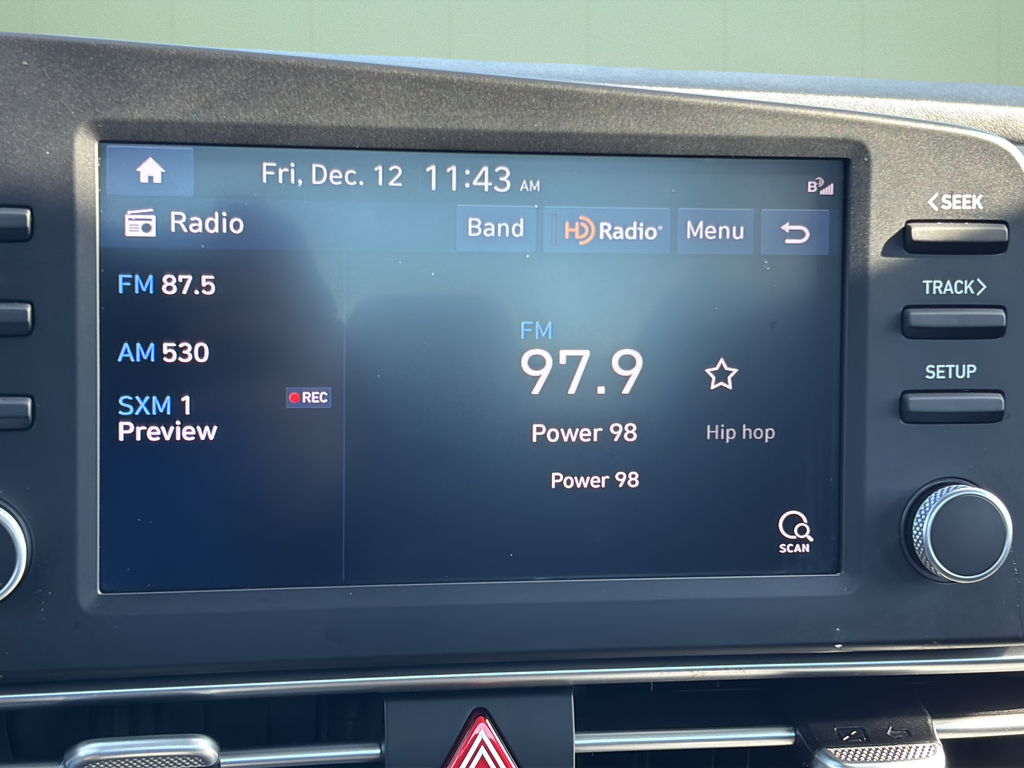 Fri, Dec. 12 11:43 AM
B
<SEEK
Radio
Band
HD Radio
Menu
FM 87.5
TRACK>
FM
97.9
AM 530
SETUP
SXM 1
REC
Preview
Power 98
Hip hop
Power 98
SCAN